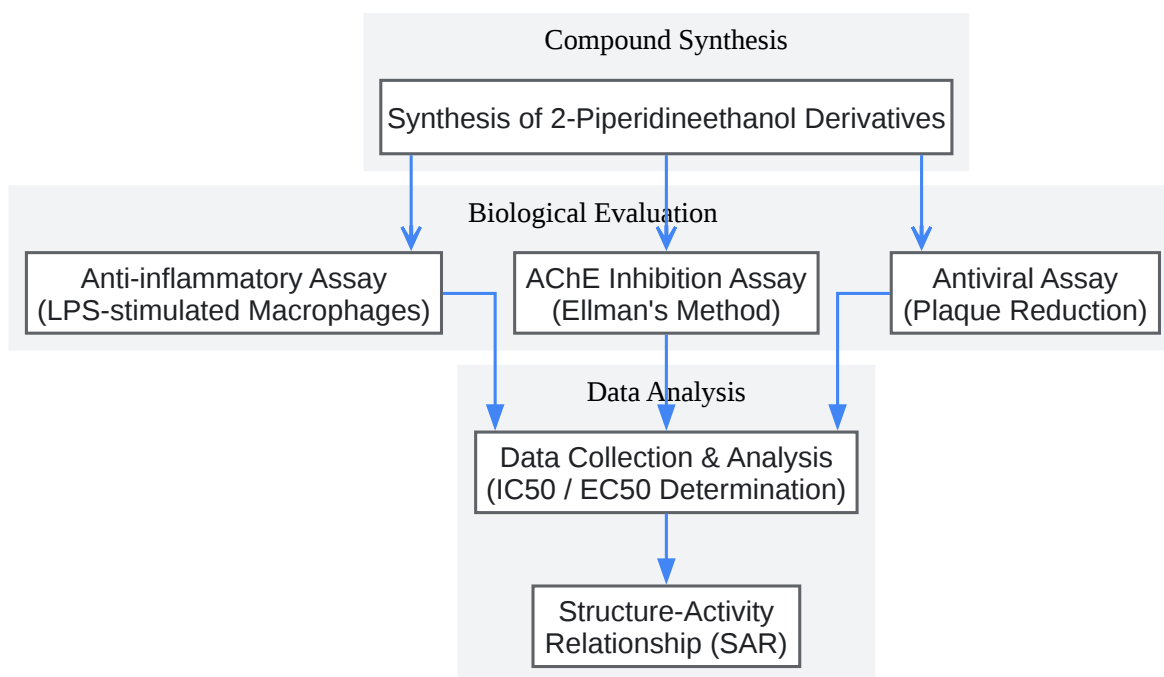 Compound Synthesis
Synthesis of 2-Piperidineethanol Derivatives
Biological Evaluation
Anti-inflammatory Assay
(LPS-stimulated Macrophages)
AChE Inhibition Assay
(Ellman's Method)
Antiviral Assay
(Plaque Reduction)
Data Analysis
Data Collection & Analysis
(IC50 / EC50 Determination)
Structure-Activity
Relationship (SAR)